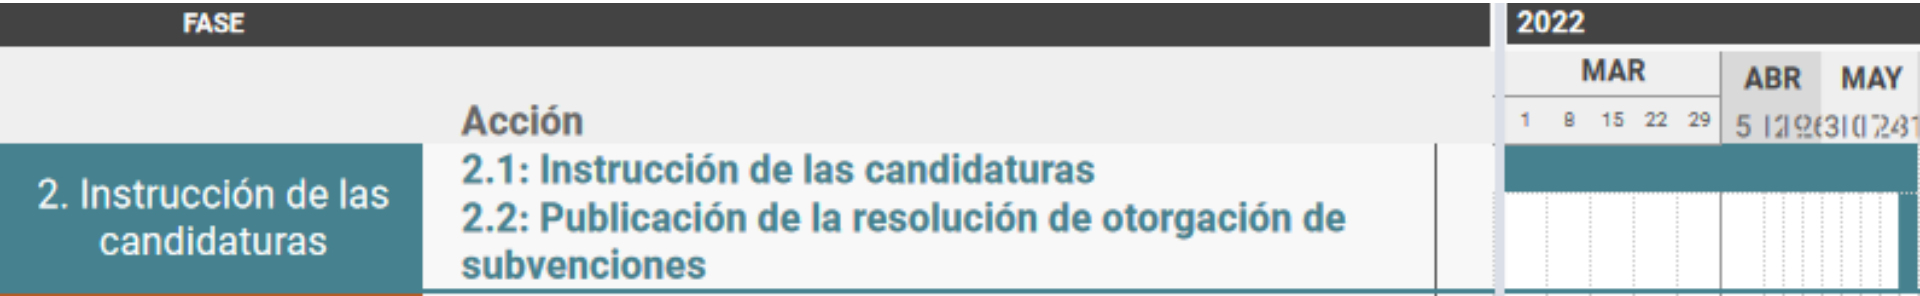 FASE
2022
MAR
ABR
MAY
1 8 15 22 29
5
Acción
2. Instrucción de las
candidaturas
2.1: Instrucción de las candidaturas
2.2: Publicación de la resolución de otorgación de
subvenciones